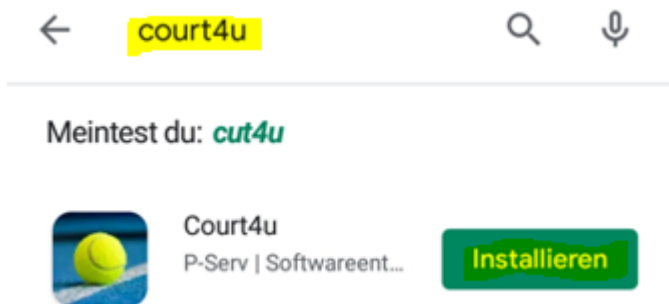 court4u
Meintest du: cut4u
Court4u
P-Serv | Softwareent...
Installieren